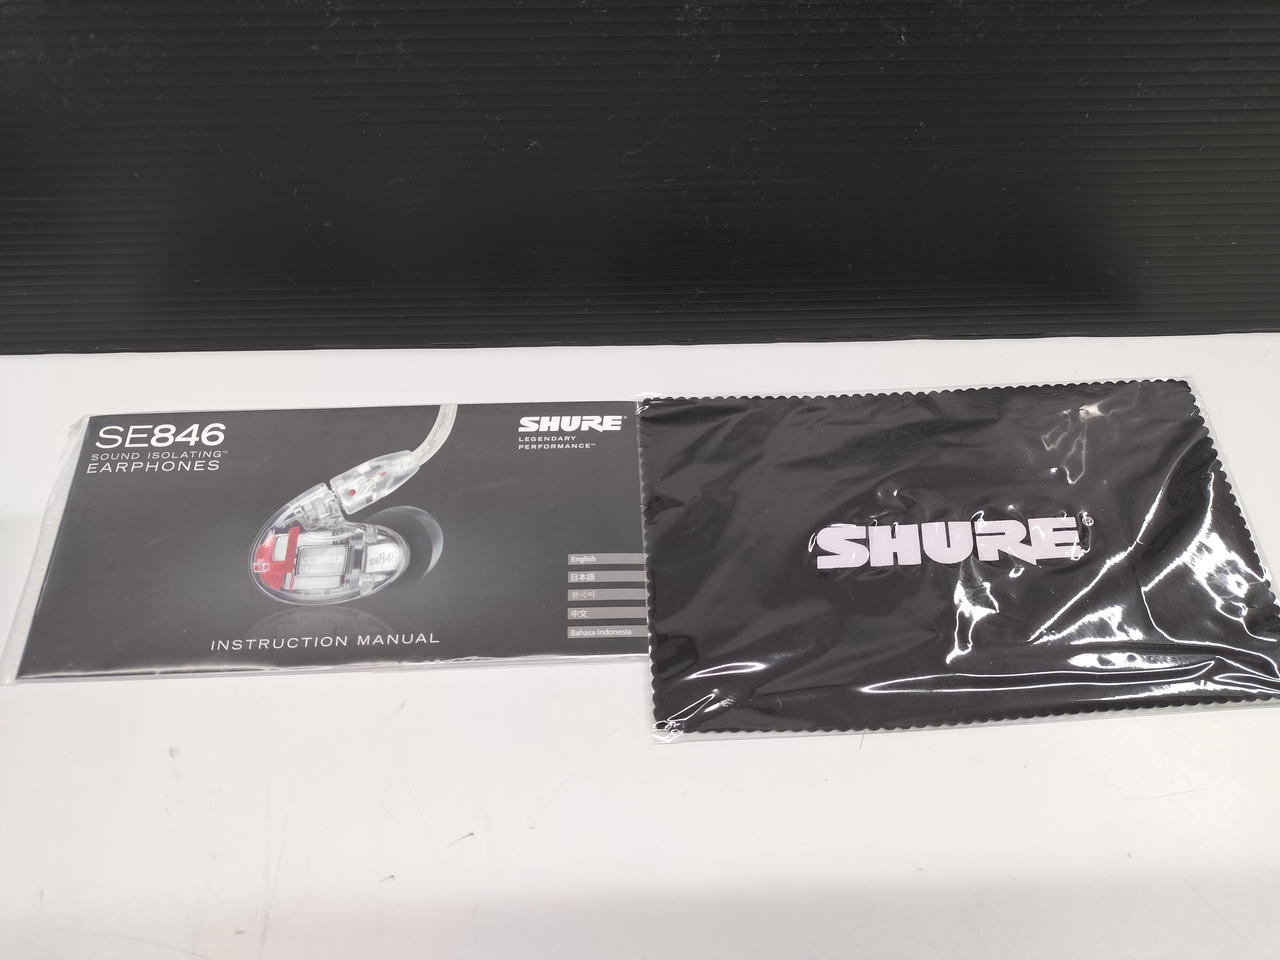 SE846
SOUND ISOLATING™
EARPHONES
SHURE®
LEGENDARY
PERFORMANCE™
SE846
English
日本語
한국어
中文
Bahasa Indonesia
INSTRUCTION MANUAL
SHURE®